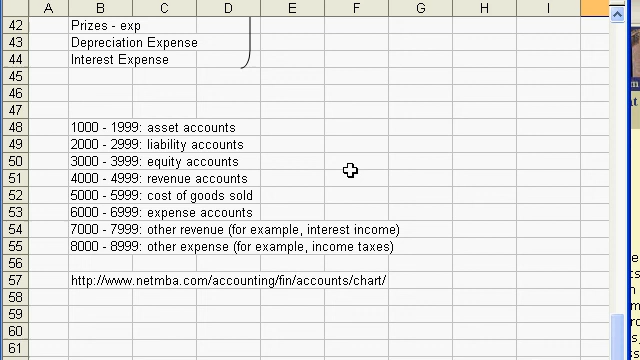 A B C D E F G H I
42 Prizes - exp
43 Depreciation Expense
44 Interest Expense
45
46
47
48 1000 - 1999: asset accounts
49 2000 - 2999: liability accounts
50 3000 - 3999: equity accounts
51 4000 - 4999: revenue accounts
52 5000 - 5999: cost of goods sold
53 6000 - 6999: expense accounts
54 7000 - 7999: other revenue (for example, interest income)
55 8000 - 8999: other expense (for example, income taxes)
56
57 http://www.netmba.com/accounting/fin/accounts/chart/
58
59
60
61